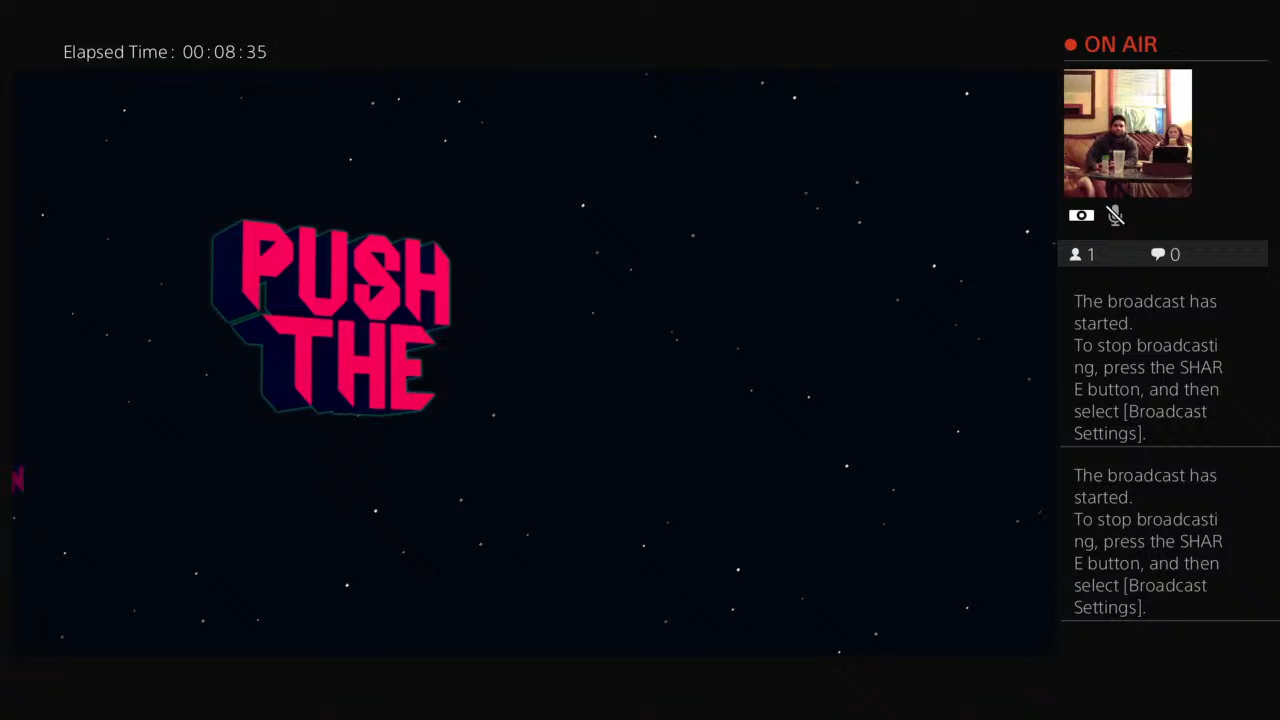 Elapsed Time: 00:08:35
ON AIR
PUSH
THE
N
1
0
The broadcast has
started.
To stop broadcasti
ng, press the SHAR
E button, and then
select [Broadcast
Settings].
The broadcast has
started.
To stop broadcasti
ng, press the SHAR
E button, and then
select [Broadcast
Settings].